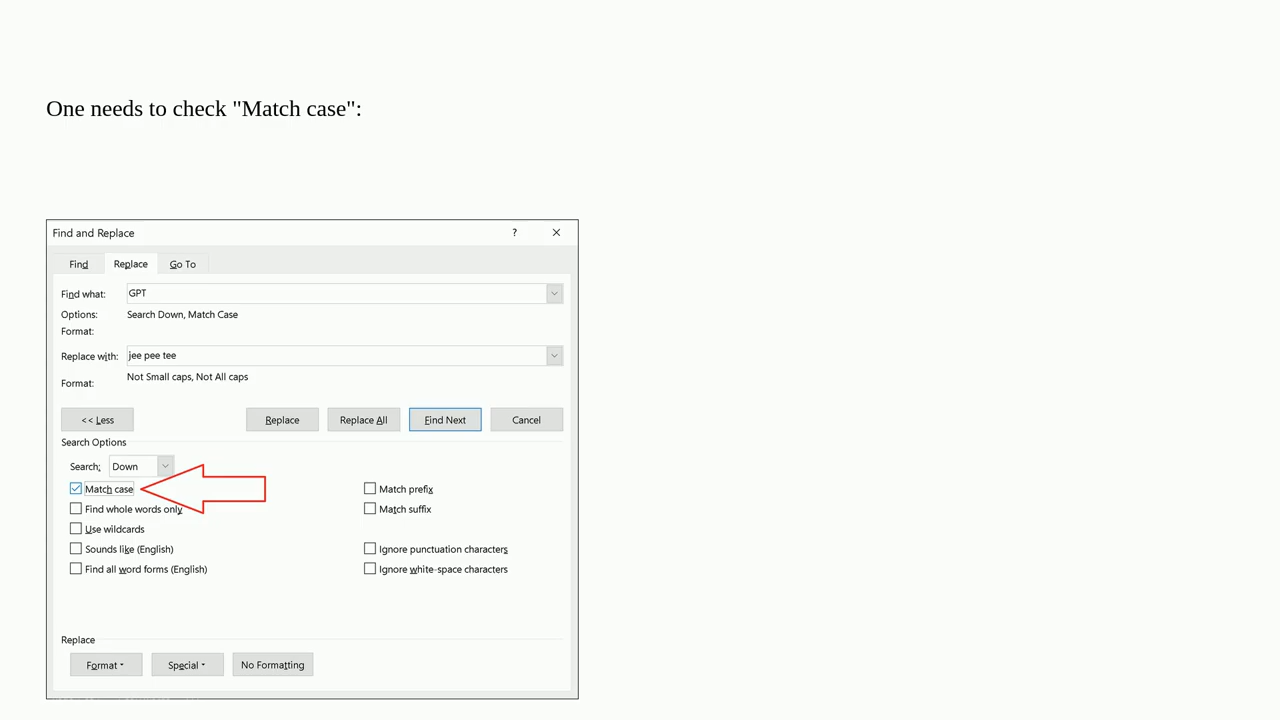 One needs to check "Match case":
Find and Replace
?
Find Replace Go To
Find what: GPT
Options: Search Down, Match Case
Format:
Replace with: jee pee tee
Format: Not Small caps, Not All caps
<< Less Replace Replace All Find Next Cancel
Search Options
Search: Down
Match case Match prefix
Find whole words only Match suffix
Use wildcards
Sounds like (English) Ignore punctuation characters
Find all word forms (English) Ignore white-space characters
Replace
Format Special No Formatting